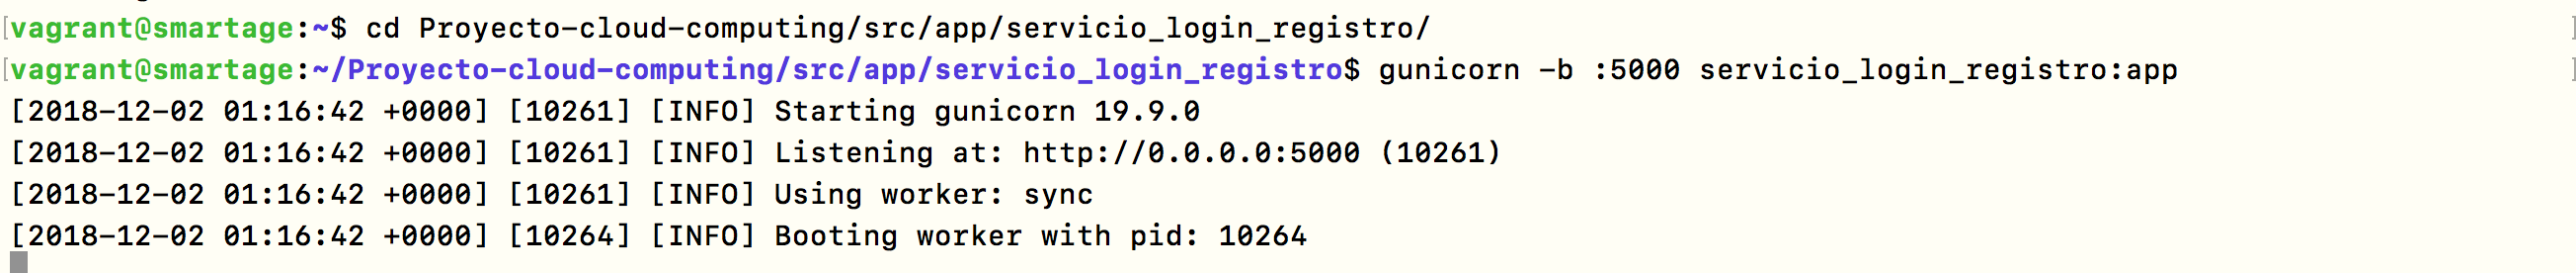 [vagrant@smartage:~$ cd Proyecto-cloud-computing/src/app/servicio_login_registro/ ]
[vagrant@smartage:~/Proyecto-cloud-computing/src/app/servicio_login_registro$ gunicorn -b :5000 servicio_login_registro:app ]
[2018-12-02 01:16:42 +0000] [10261] [INFO] Starting gunicorn 19.9.0
[2018-12-02 01:16:42 +0000] [10261] [INFO] Listening at: http://0.0.0.0:5000 (10261)
[2018-12-02 01:16:42 +0000] [10261] [INFO] Using worker: sync
[2018-12-02 01:16:42 +0000] [10264] [INFO] Booting worker with pid: 10264